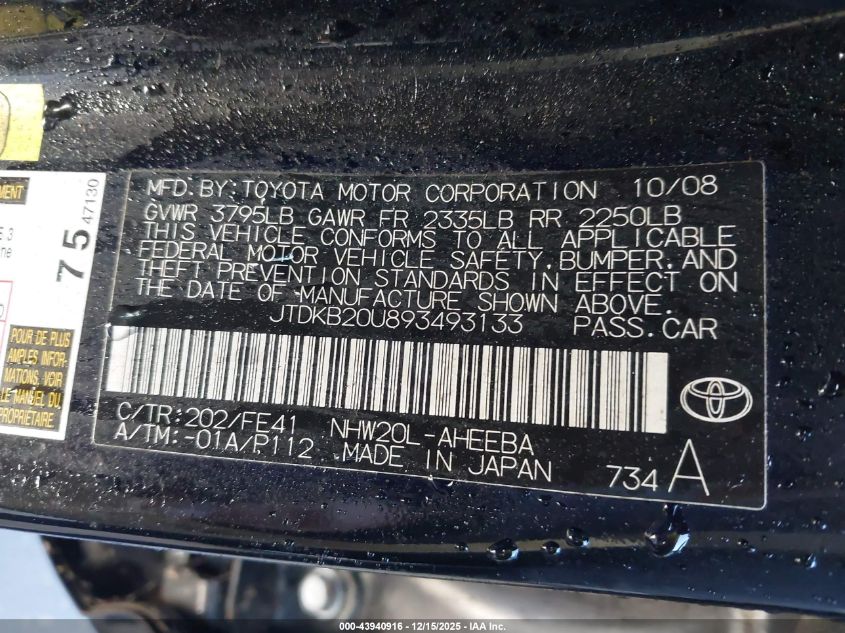 MFD. BY: TOYOTA MOTOR CORPORATION 10/08
GVWR 3795LB GAWR FR 2335LB RR 2250LB
THIS VEHICLE CONFORMS TO ALL APPLICABLE
FEDERAL MOTOR VEHICLE SAFETY, BUMPER, AND
THEFT PREVENTION STANDARDS IN EFFECT ON
THE DATE OF MANUFACTURE SHOWN ABOVE.
JTDKB20U893493133 PASS. CAR
C/TR: 202/FE41 NHW20L-AHEEBA
A/TM: -01A/P112 MADE IN JAPAN
734 A
75
47130
POUR DE PLUS
AMPLES INFOR-
MATIONS, VOIR
LE MANUEL DU
PROPRIÉTAIRE.
000-43940916 - 12/15/2025 - IAA Inc.